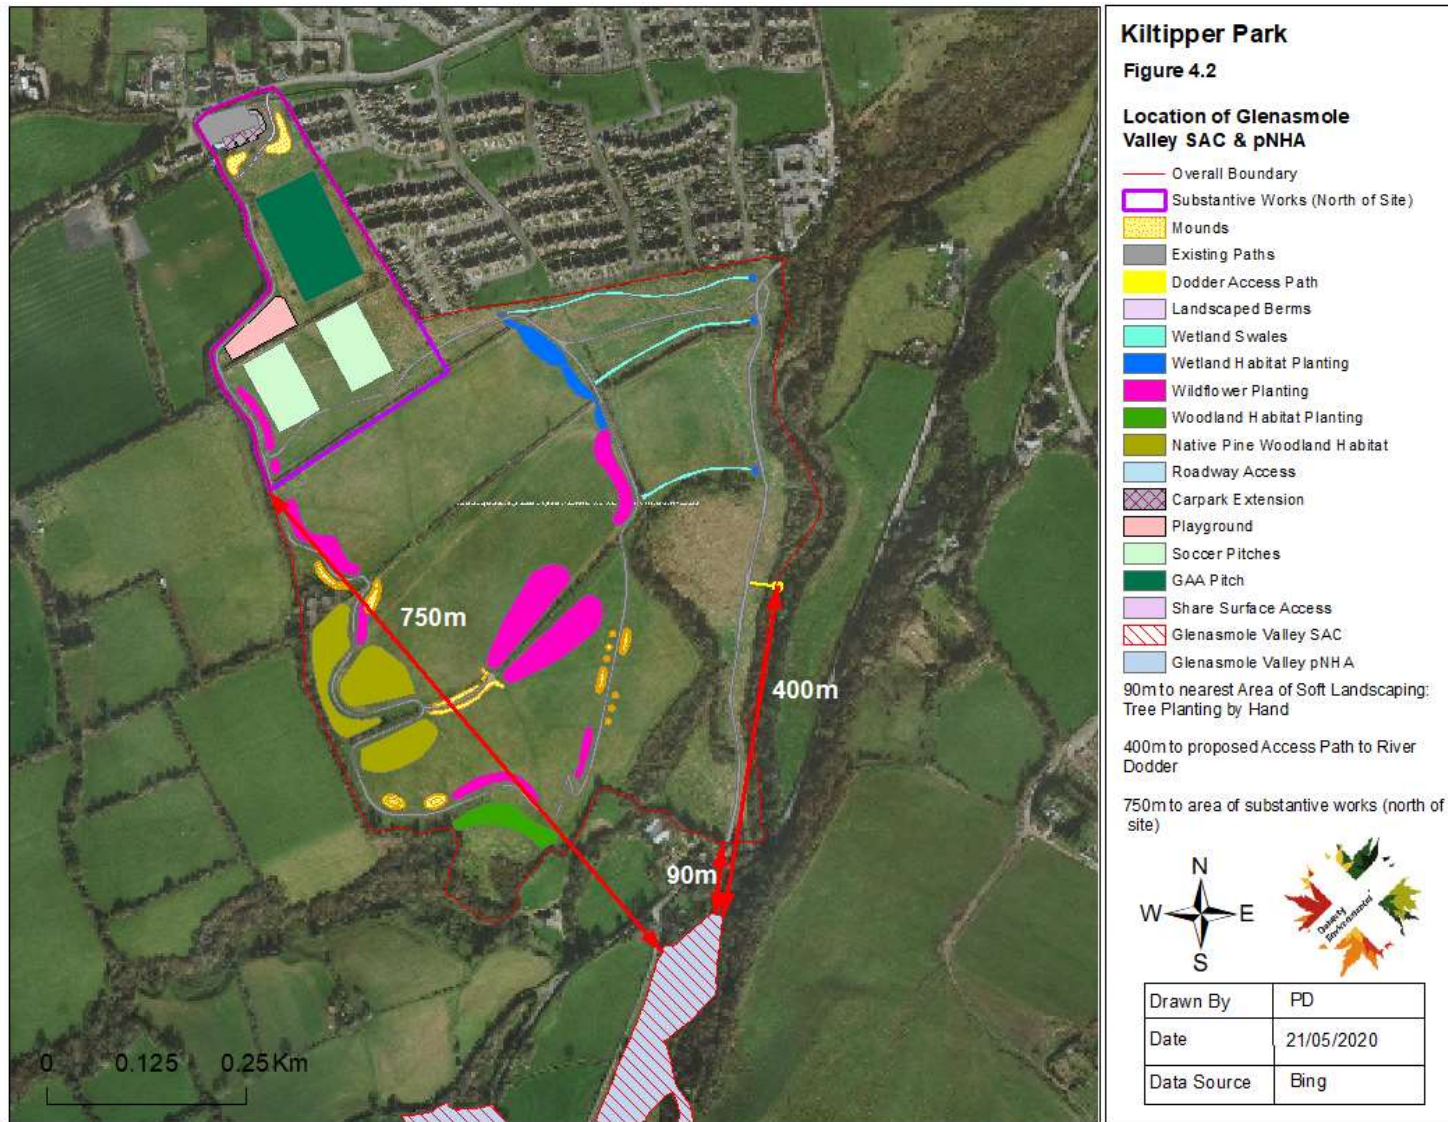 Kiltipper Park
Figure 4.2
Location of Glenasmole
Valley SAC & pNHA
Overall Boundary
Substantive Works (North of Site)
Mounds
Existing Paths
Dodder Access Path
Landscaped Berms
Wetland Swales
Wetland Habitat Planting
Wildflower Planting
Woodland Habitat Planting
Native Pine Woodland Habitat
Roadway Access
Carpark Extension
Playground
Soccer Pitches
GAA Pitch
Share Surface Access
Glenasmole Valley SAC
Glenasmole Valley pNHA
90m to nearest Area of Soft Landscaping:
Tree Planting by Hand
400m to proposed Access Path to River
Dodder
750m to area of substantive works (north of
site)
N
W E
S
Doherty
Environmental
Drawn By PD
Date 21/05/2020
Data Source Bing
750m
400m
90m
0 0.125 0.25Km